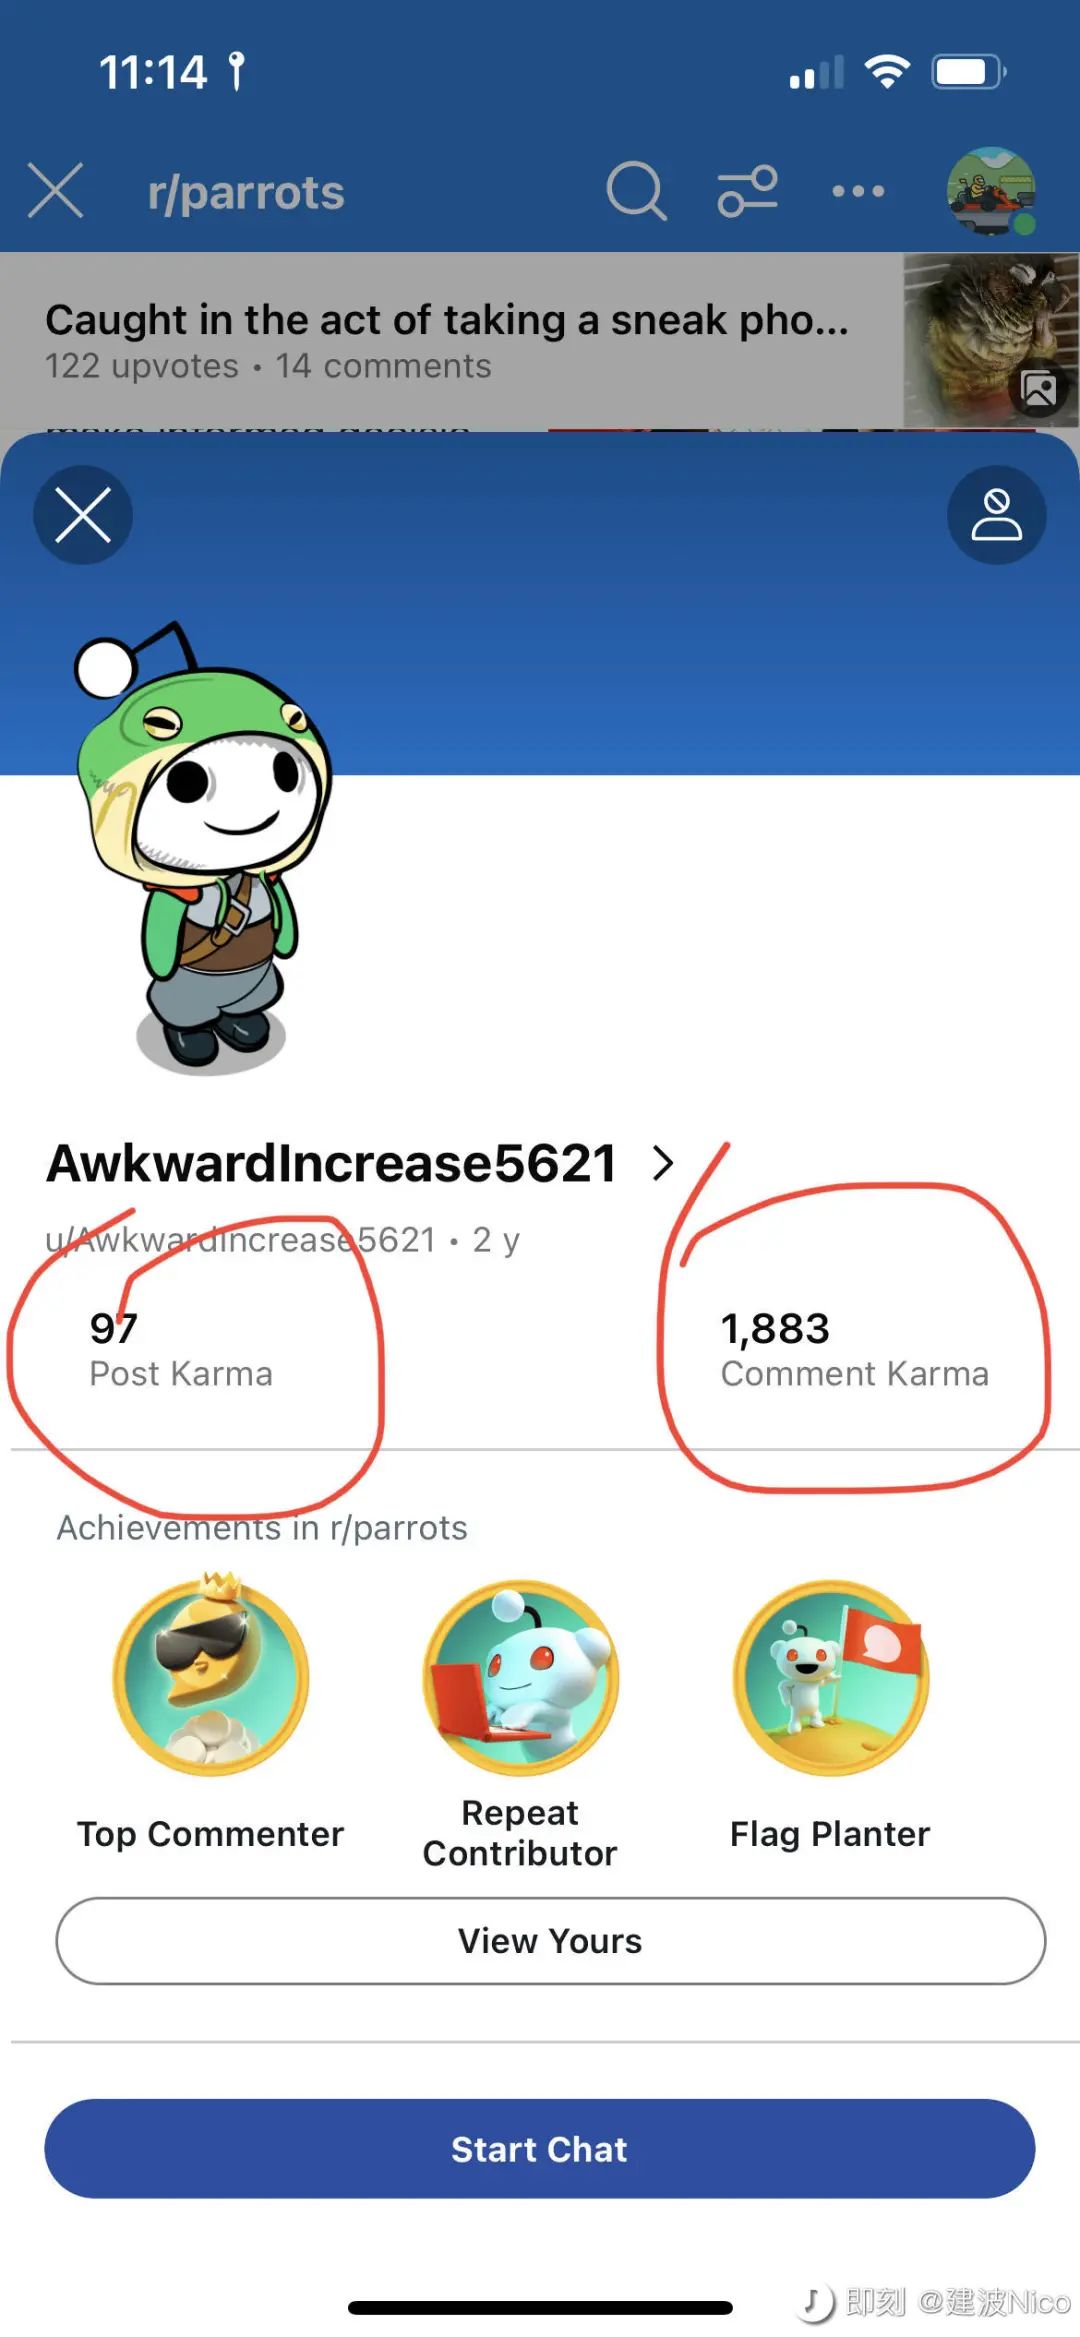 11:14
r/parrots
Caught in the act of taking a sneak pho...
122 upvotes • 14 comments
AwkwardIncrease5621
u/AwkwardIncrease5621 • 2 y
97
Post Karma
1,883
Comment Karma
Achievements in r/parrots
Top Commenter
Repeat
Contributor
Flag Planter
View Yours
Start Chat
即刻 @建波Nico